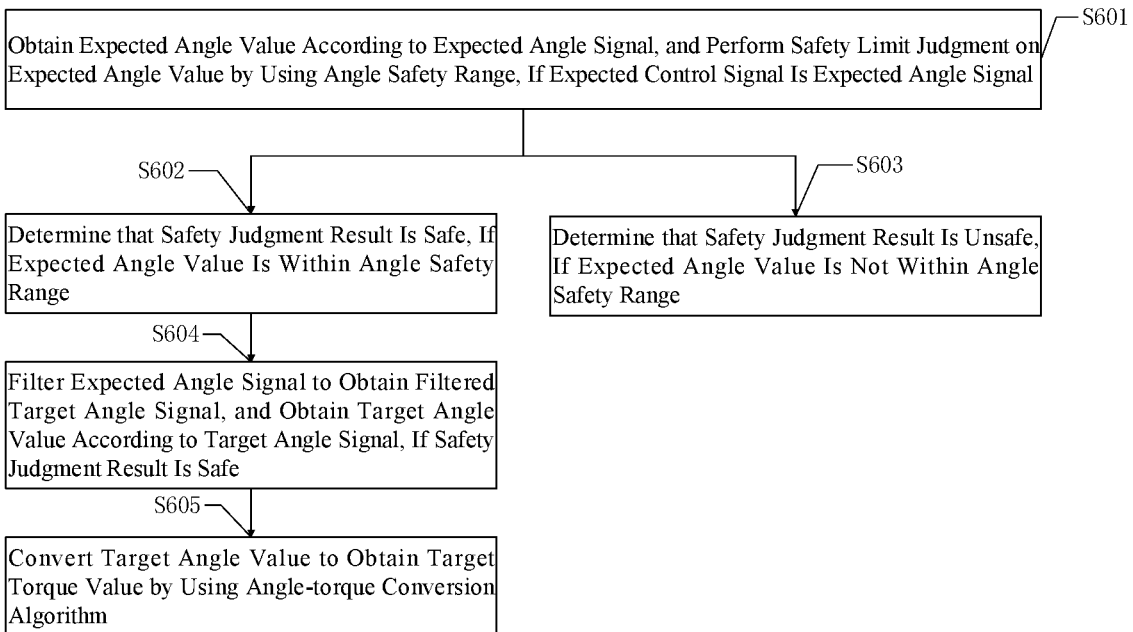 S601
Obtain Expected Angle Value According to Expected Angle Signal, and Perform Safety Limit Judgment on
Expected Angle Value by Using Angle Safety Range, If Expected Control Signal Is Expected Angle Signal
S602
S603
Determine that Safety Judgment Result Is Safe, If
Expected Angle Value Is Within Angle Safety
Range
Determine that Safety Judgment Result Is Unsafe,
If Expected Angle Value Is Not Within Angle
Safety Range
S604
Filter Expected Angle Signal to Obtain Filtered
Target Angle Signal, and Obtain Target Angle
Value According to Target Angle Signal, If Safety
Judgment Result Is Safe
S605
Convert Target Angle Value to Obtain Target
Torque Value by Using Angle-torque Conversion
Algorithm